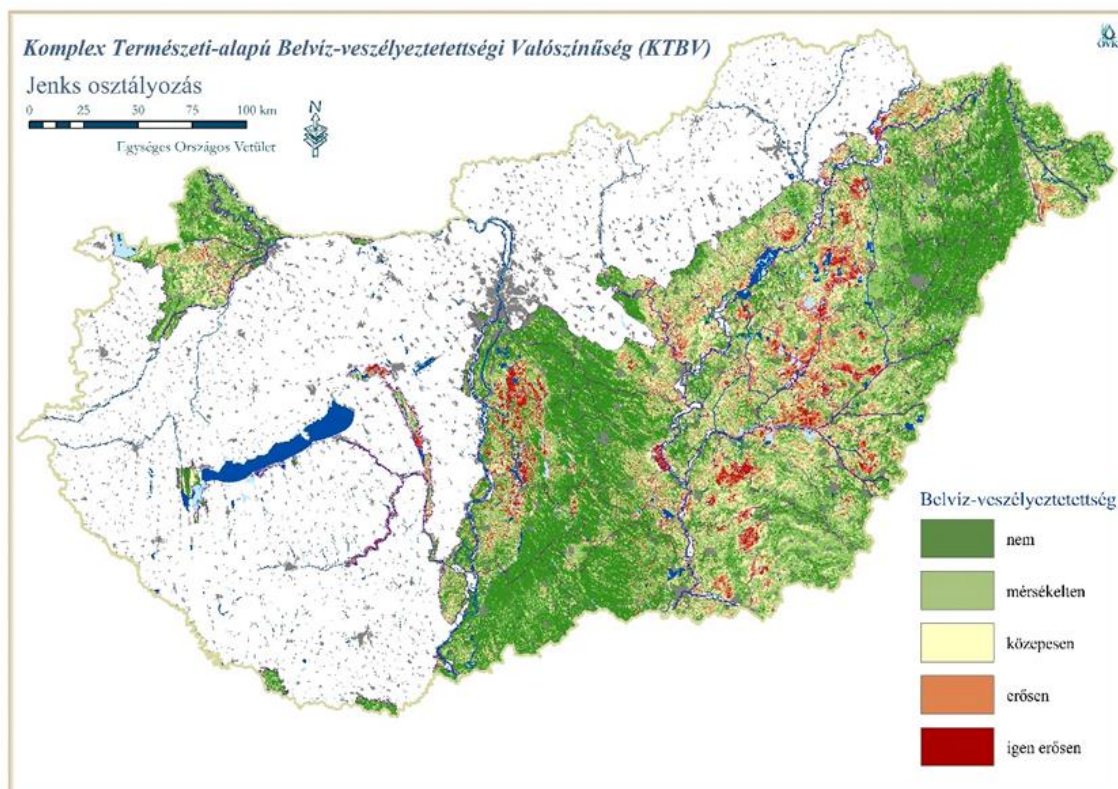 Komplex Természeti-alapú Belvíz-veszélyeztetettségi Valószínűség (KTBV)
Jenks osztályozás
0 25 50 75 100 km
Egységes Országos Vetület
N
OVF
Belvíz-veszélyeztetettség
nem
mérsékelten
közepesen
erősen
igen erősen